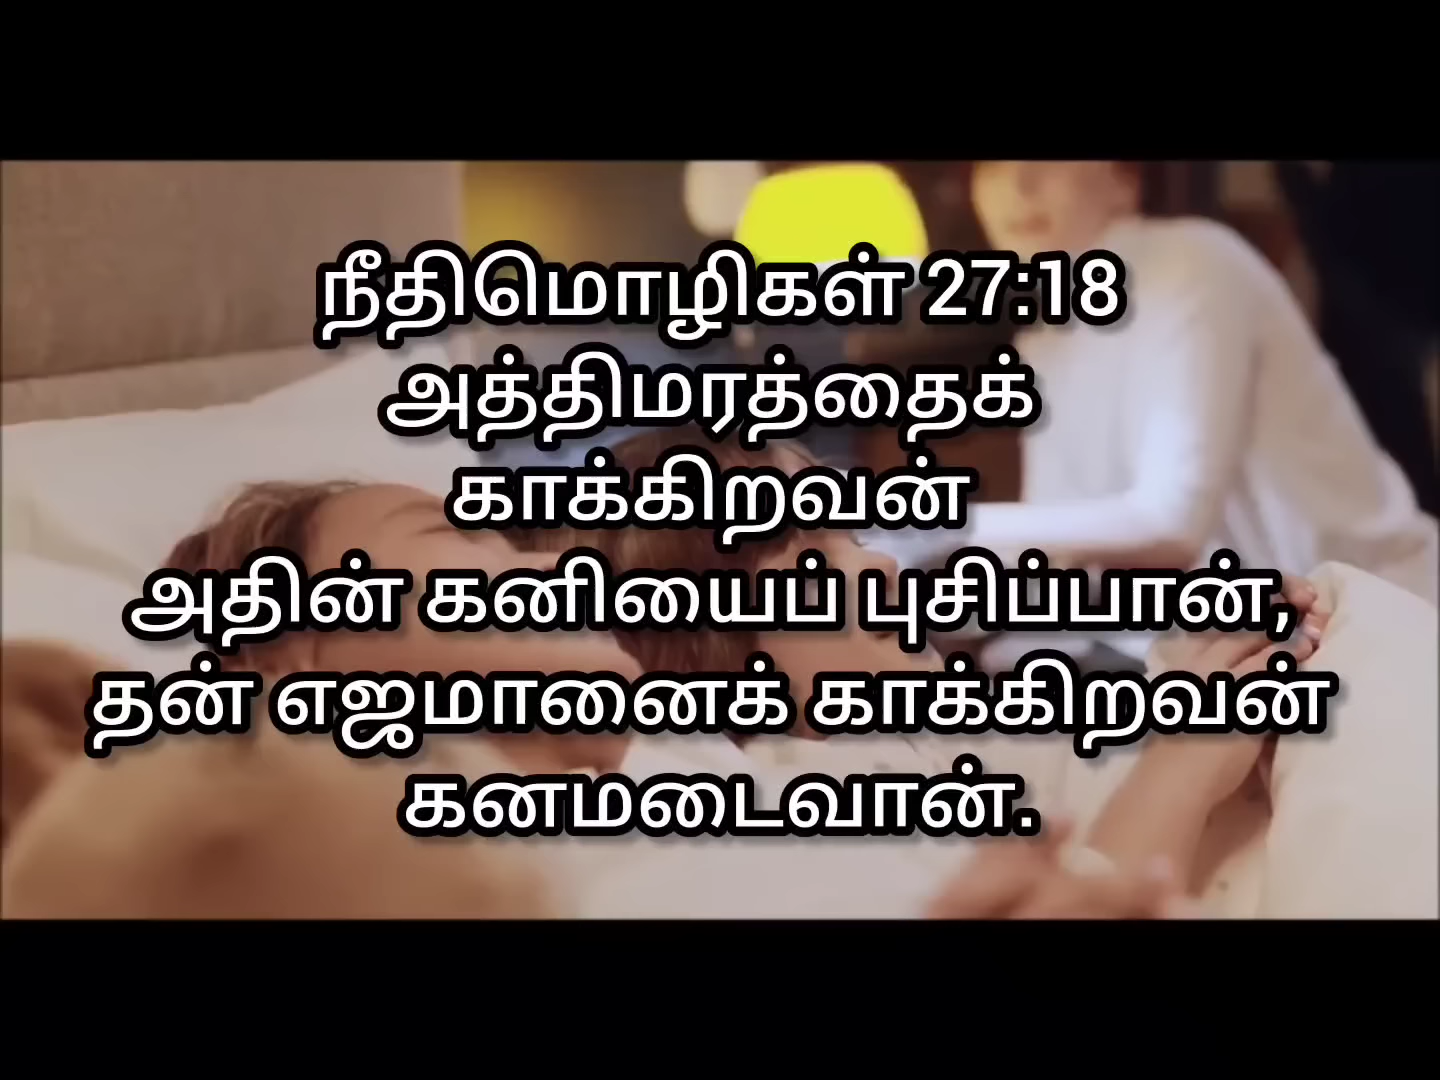 நீதிமொழிகள் 27:18
அத்திமரத்தைக்
காக்கிறவன்
அதின் கனியைப் புசிப்பான்,
தன் எஜமானைக் காக்கிறவன்
கனமடைவான்.